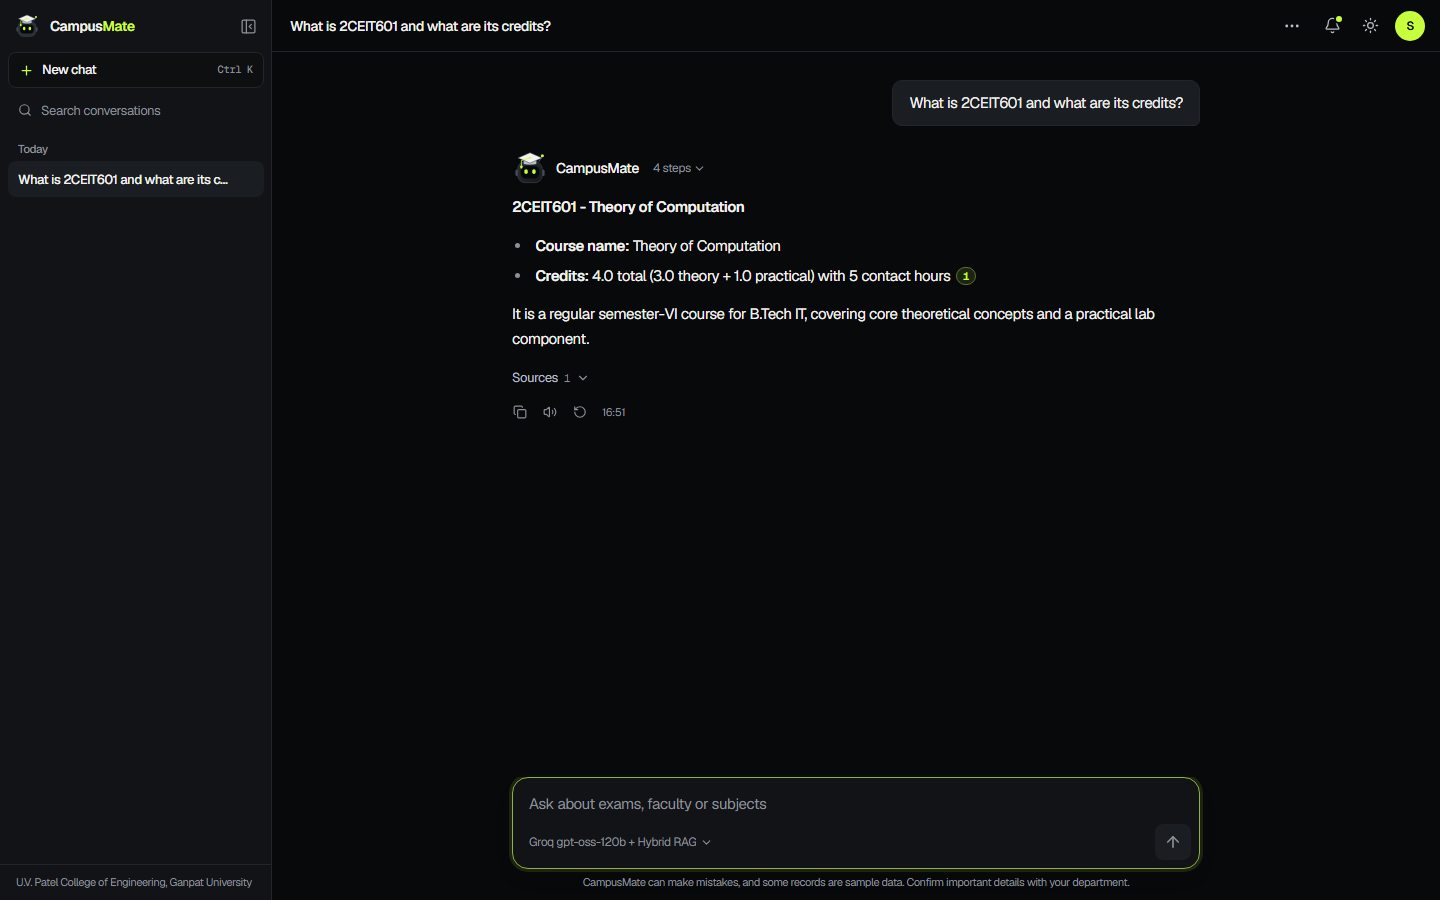 CampusMate
New chat
Ctrl K
Search conversations
Today
What is 2CEIT601 and what are its c...
U.V. Patel College of Engineering, Ganpat University
What is 2CEIT601 and what are its credits?
S
What is 2CEIT601 and what are its credits?
CampusMate 4 steps
2CEIT601 - Theory of Computation
• Course name: Theory of Computation
• Credits: 4.0 total (3.0 theory + 1.0 practical) with 5 contact hours 1
It is a regular semester-VI course for B.Tech IT, covering core theoretical concepts and a practical lab
component.
Sources 1
16:51
Ask about exams, faculty or subjects
Groq gpt-oss-120b + Hybrid RAG
CampusMate can make mistakes, and some records are sample data. Confirm important details with your department.